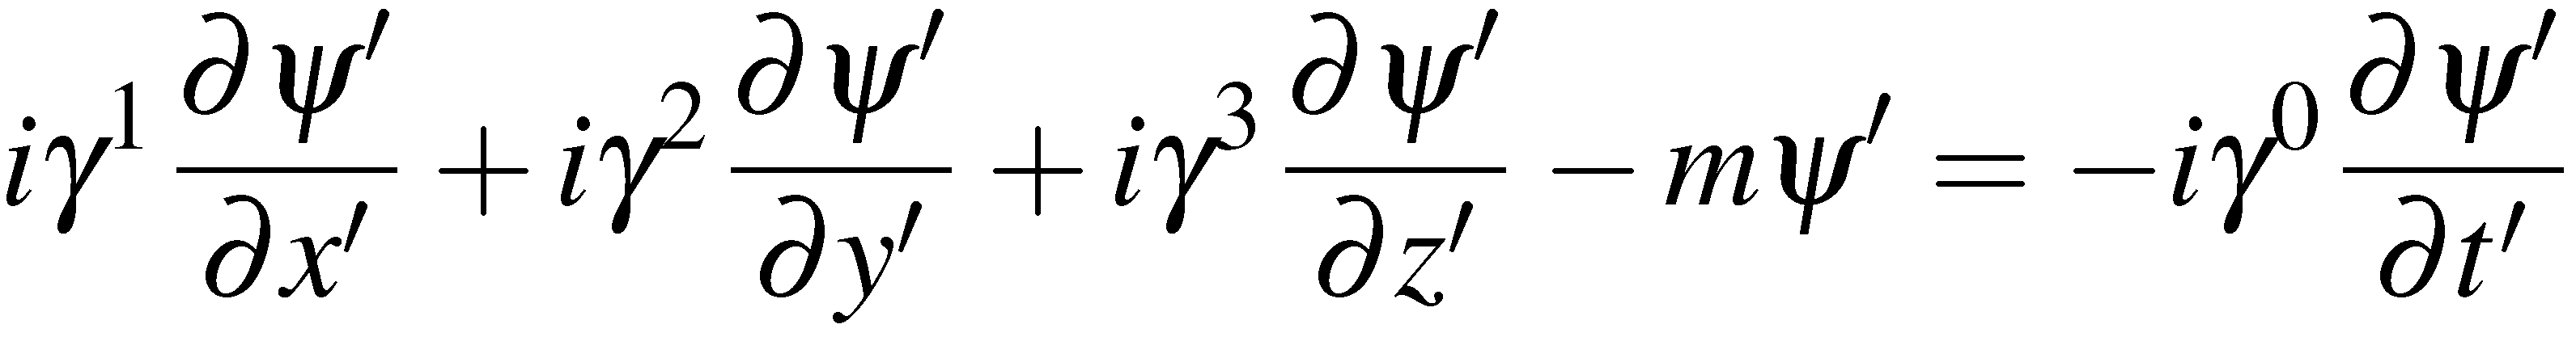 iγ¹ ∂ψ′/∂x′ + iγ² ∂ψ′/∂y′ + iγ³ ∂ψ′/∂z′ − mψ′ = −iγ⁰ ∂ψ′/∂t′